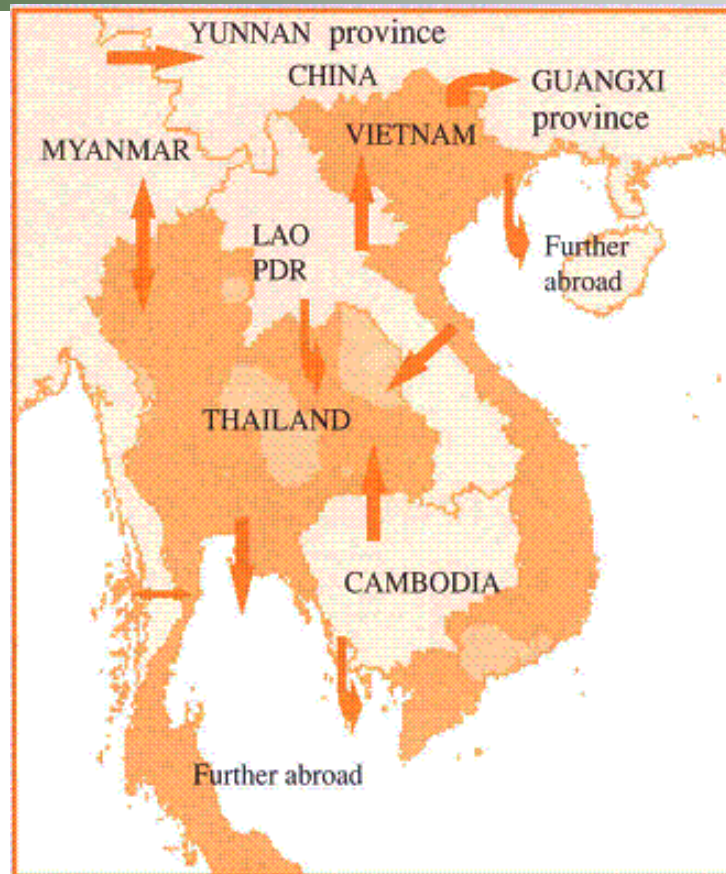 YUNNAN province
CHINA
GUANGXI
province
VIETNAM
MYANMAR
LAO
PDR
Further
abroad
THAILAND
CAMBODIA
Further abroad